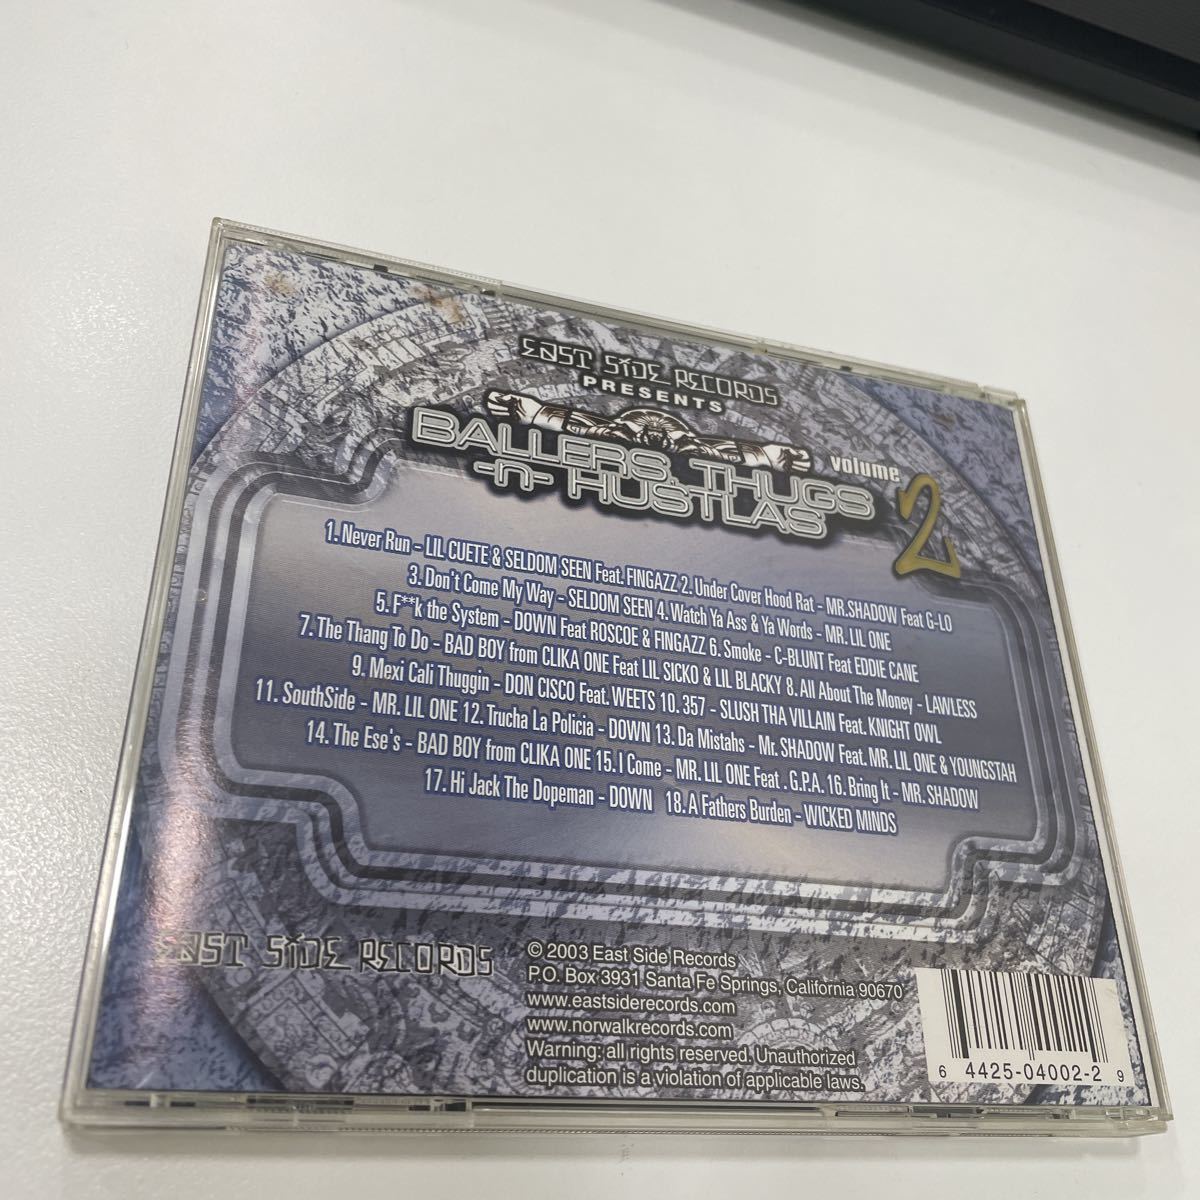 EAST SIDE RECORDS
PRESENTS
BALLERS, THUGS
-n- HUSTLAS
volume
2
1. Never Run - LIL CUETE & SELDOM SEEN Feat. FINGAZZ 2. Under Cover Hood Rat - MR.SHADOW Feat G-LO
3. Don't Come My Way - SELDOM SEEN 4. Watch Ya Ass & Ya Words - MR. LIL ONE
5. F**k the System - DOWN Feat ROSCOE & FINGAZZ 6. Smoke - C-BLUNT Feat EDDIE CANE
7. The Thang To Do - BAD BOY from CLIKA ONE Feat LIL SICKO & LIL BLACKY 8. All About The Money - LAWLESS
9. Mexi Cali Thuggin - DON CISCO Feat. WEETS 10. 357 - SLUSH THA VILLAIN Feat. KNIGHT OWL
11. SouthSide - MR. LIL ONE 12. Trucha La Policia - DOWN 13. Da Mistahs - Mr. SHADOW Feat. MR. LIL ONE & YOUNGSTAH
14. The Ese's - BAD BOY from CLIKA ONE 15. I Come - MR. LIL ONE Feat . G.P.A. 16. Bring It - MR. SHADOW
17. Hi Jack The Dopeman - DOWN 18. A Fathers Burden - WICKED MINDS
EAST SIDE RECORDS
© 2003 East Side Records
P.O. Box 3931 Santa Fe Springs, California 90670
www.eastsiderecords.com
www.norwalkrecords.com
Warning: all rights reserved. Unauthorized
duplication is a violation of applicable laws.
6 44425-04002-2 9